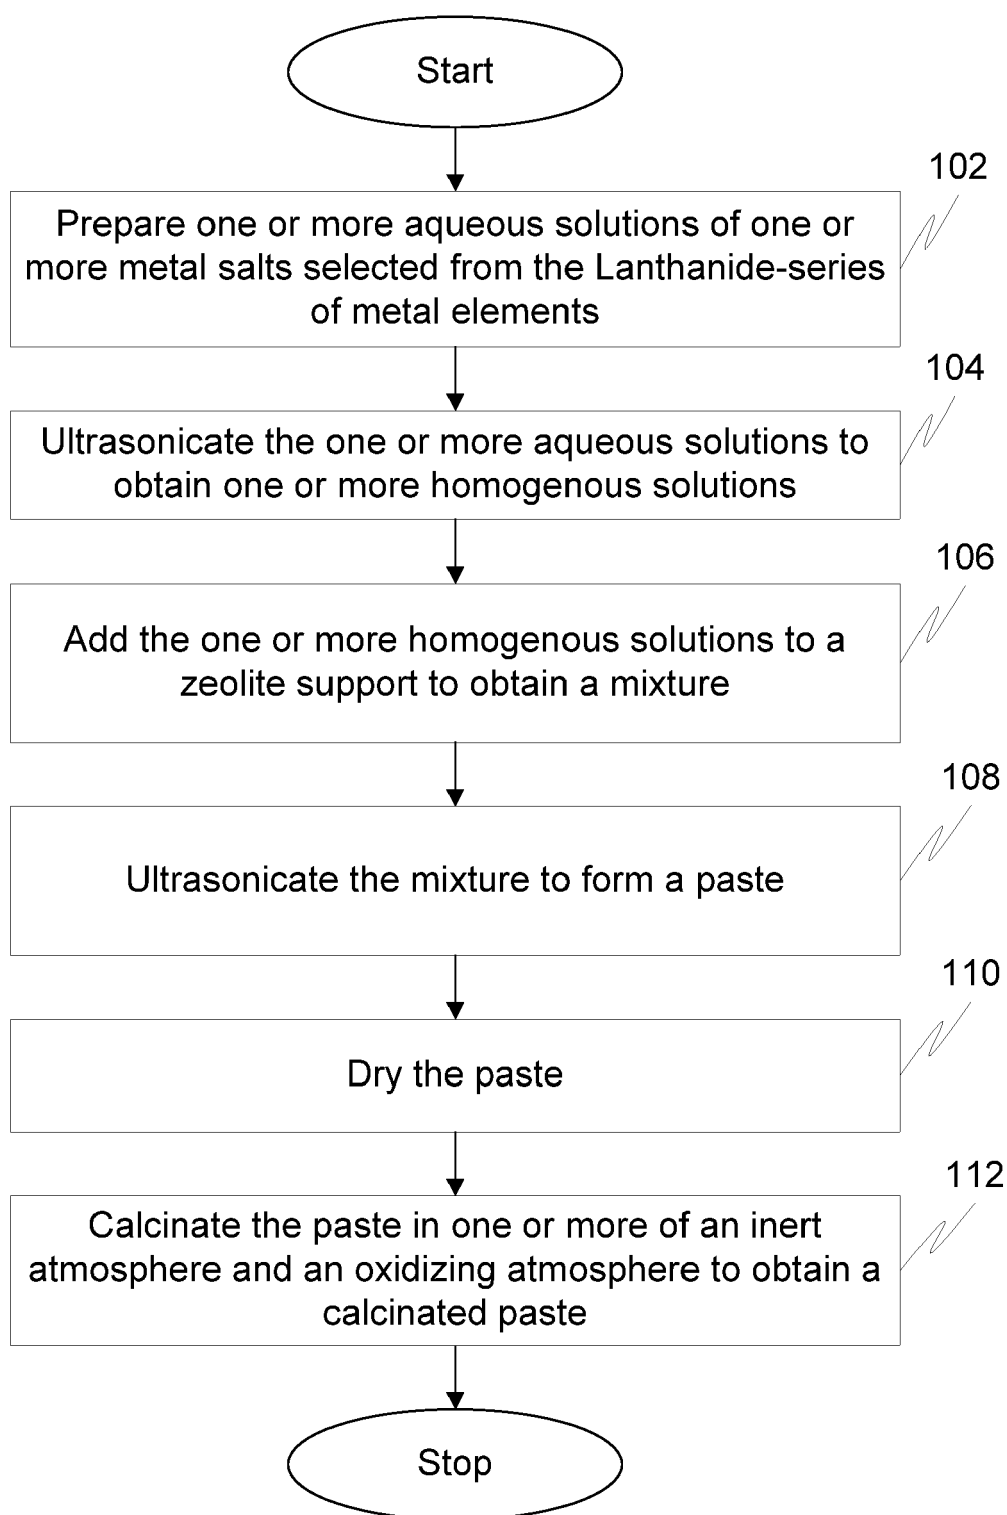 Start
102
Prepare one or more aqueous solutions of one or
more metal salts selected from the Lanthanide-series
of metal elements
104
Ultrasonicate the one or more aqueous solutions to
obtain one or more homogenous solutions
106
Add the one or more homogenous solutions to a
zeolite support to obtain a mixture
108
Ultrasonicate the mixture to form a paste
110
Dry the paste
112
Calcinate the paste in one or more of an inert
atmosphere and an oxidizing atmosphere to obtain a
calcinated paste
Stop